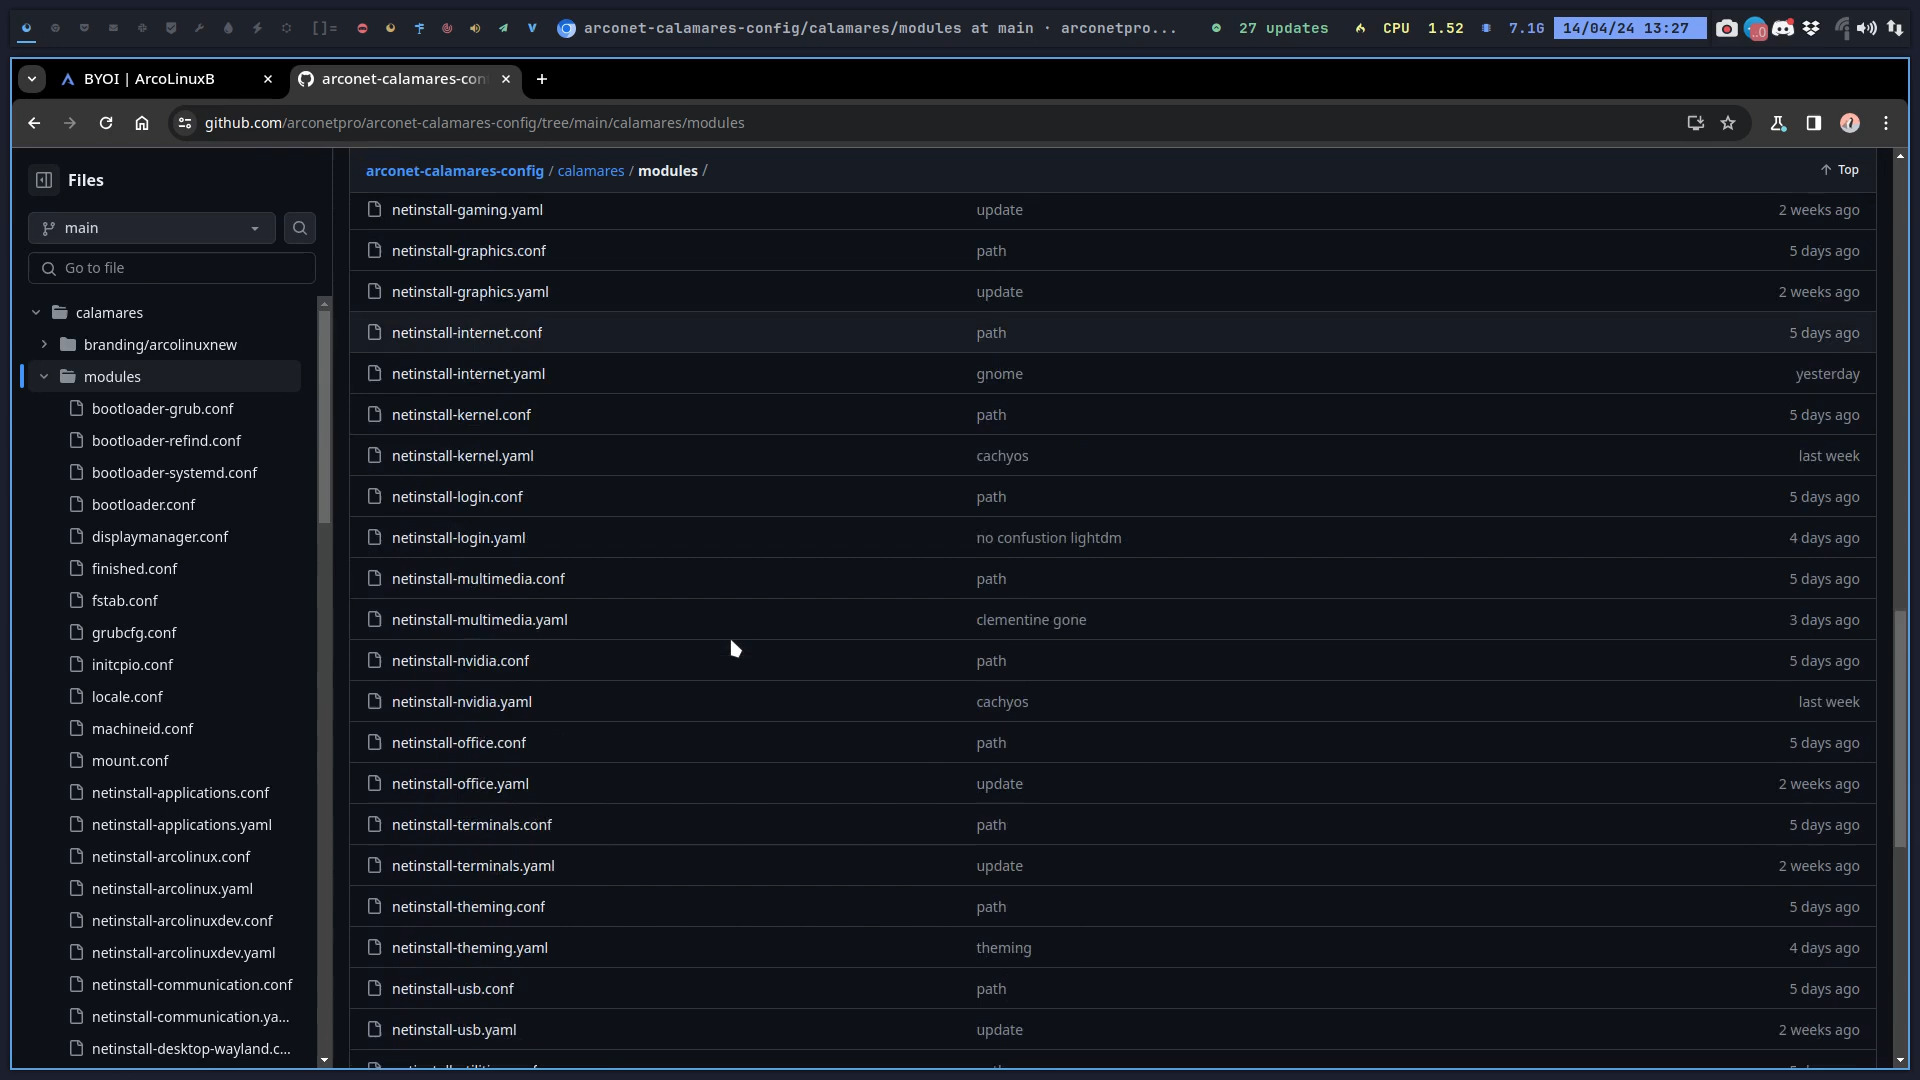 []= arconet-calamares-config/calamares/modules at main · arconetpro... 27 updates CPU 1.52 7.1G 14/04/24 13:27
BYOI | ArcoLinuxB
arconet-calamares-con
github.com/arconetpro/arconet-calamares-config/tree/main/calamares/modules
Files
main
Go to file
calamares
branding/arcolinuxnew
modules
bootloader-grub.conf
bootloader-refind.conf
bootloader-systemd.conf
bootloader.conf
displaymanager.conf
finished.conf
fstab.conf
grubcfg.conf
initcpio.conf
locale.conf
machineid.conf
mount.conf
netinstall-applications.conf
netinstall-applications.yaml
netinstall-arcolinux.conf
netinstall-arcolinux.yaml
netinstall-arcolinuxdev.conf
netinstall-arcolinuxdev.yaml
netinstall-communication.conf
netinstall-communication.ya...
netinstall-desktop-wayland.c...
arconet-calamares-config / calamares / modules /
Top
netinstall-gaming.yaml update 2 weeks ago
netinstall-graphics.conf path 5 days ago
netinstall-graphics.yaml update 2 weeks ago
netinstall-internet.conf path 5 days ago
netinstall-internet.yaml gnome yesterday
netinstall-kernel.conf path 5 days ago
netinstall-kernel.yaml cachyos last week
netinstall-login.conf path 5 days ago
netinstall-login.yaml no confustion lightdm 4 days ago
netinstall-multimedia.conf path 5 days ago
netinstall-multimedia.yaml clementine gone 3 days ago
netinstall-nvidia.conf path 5 days ago
netinstall-nvidia.yaml cachyos last week
netinstall-office.conf path 5 days ago
netinstall-office.yaml update 2 weeks ago
netinstall-terminals.conf path 5 days ago
netinstall-terminals.yaml update 2 weeks ago
netinstall-theming.conf path 5 days ago
netinstall-theming.yaml theming 4 days ago
netinstall-usb.conf path 5 days ago
netinstall-usb.yaml update 2 weeks ago